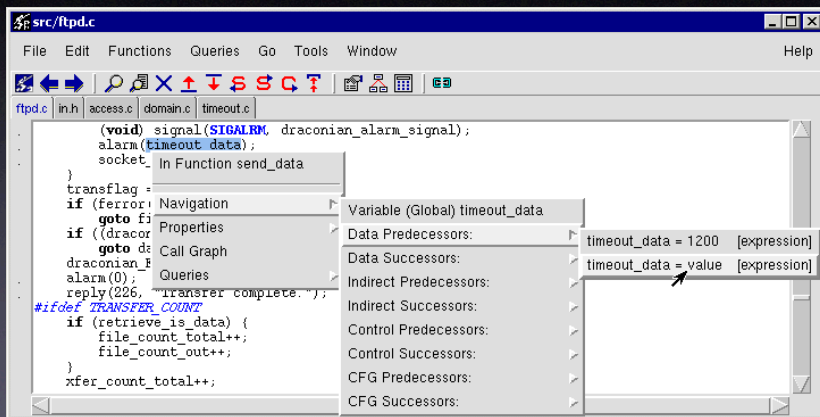 src/ftpd.c
File Edit Functions Queries Go Tools Window Help
ftpd.c in.h access.c domain.c timeout.c
(void) signal(SIGALRM, draconian_alarm_signal);
alarm(timeout_data);
socket_
}
transflag =
if (ferror(
goto fi
if ((dracon
goto da
draconian_F
alarm(0);
reply(226, "Transfer complete.");
#ifdef TRANSFER_COUNT
if (retrieve_is_data) {
file_count_total++;
file_count_out++;
}
xfer_count_total++;
In Function send_data
Navigation
Properties
Call Graph
Queries
Variable (Global) timeout_data
Data Predecessors:
Data Successors:
Indirect Predecessors:
Indirect Successors:
Control Predecessors:
Control Successors:
CFG Predecessors:
CFG Successors:
timeout_data = 1200 [expression]
timeout_data = value [expression]